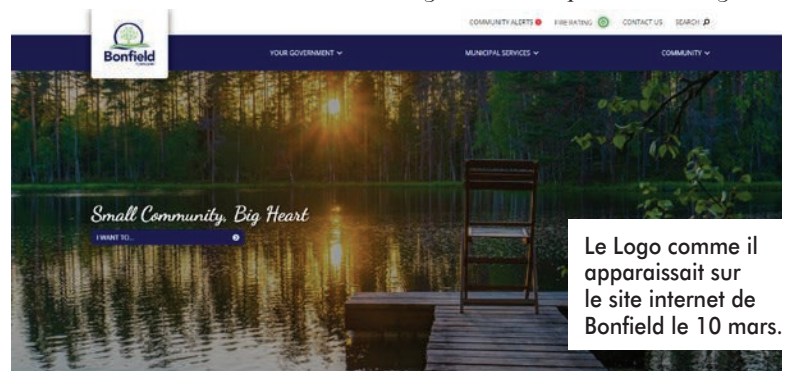 COMMUNITY ALERTS
FIRE RATING
CONTACT US
SEARCH
Bonfield
YOUR GOVERNMENT
MUNICIPAL SERVICES
COMMUNITY
Small Community, Big Heart
I WANT TO...
Le Logo comme il
apparaissait sur
le site internet de
Bonfield le 10 mars.